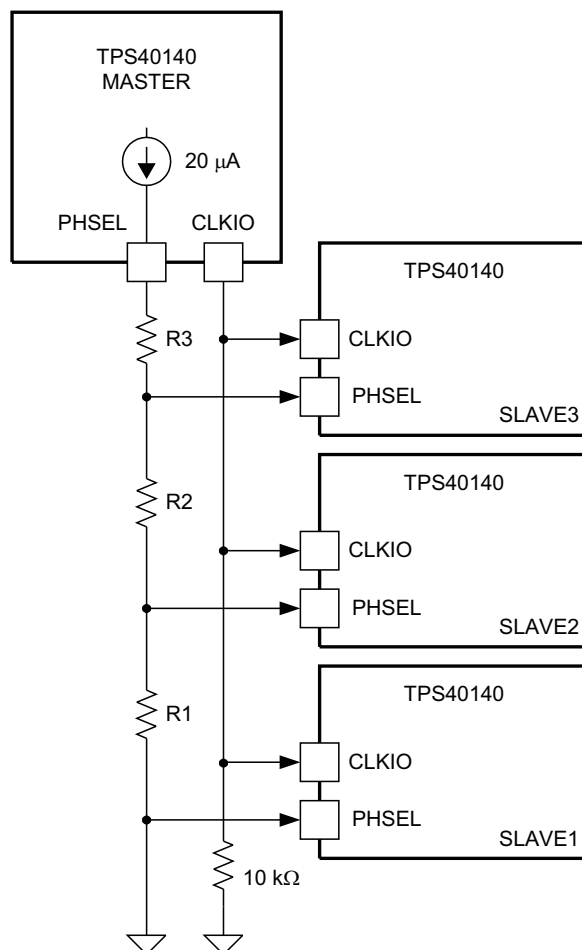 TPS40140
MASTER
20 μA
PHSEL CLKIO
R3
TPS40140
CLKIO
PHSEL
SLAVE3
R2
TPS40140
CLKIO
PHSEL
SLAVE2
R1
TPS40140
CLKIO
PHSEL
SLAVE1
10 kΩ